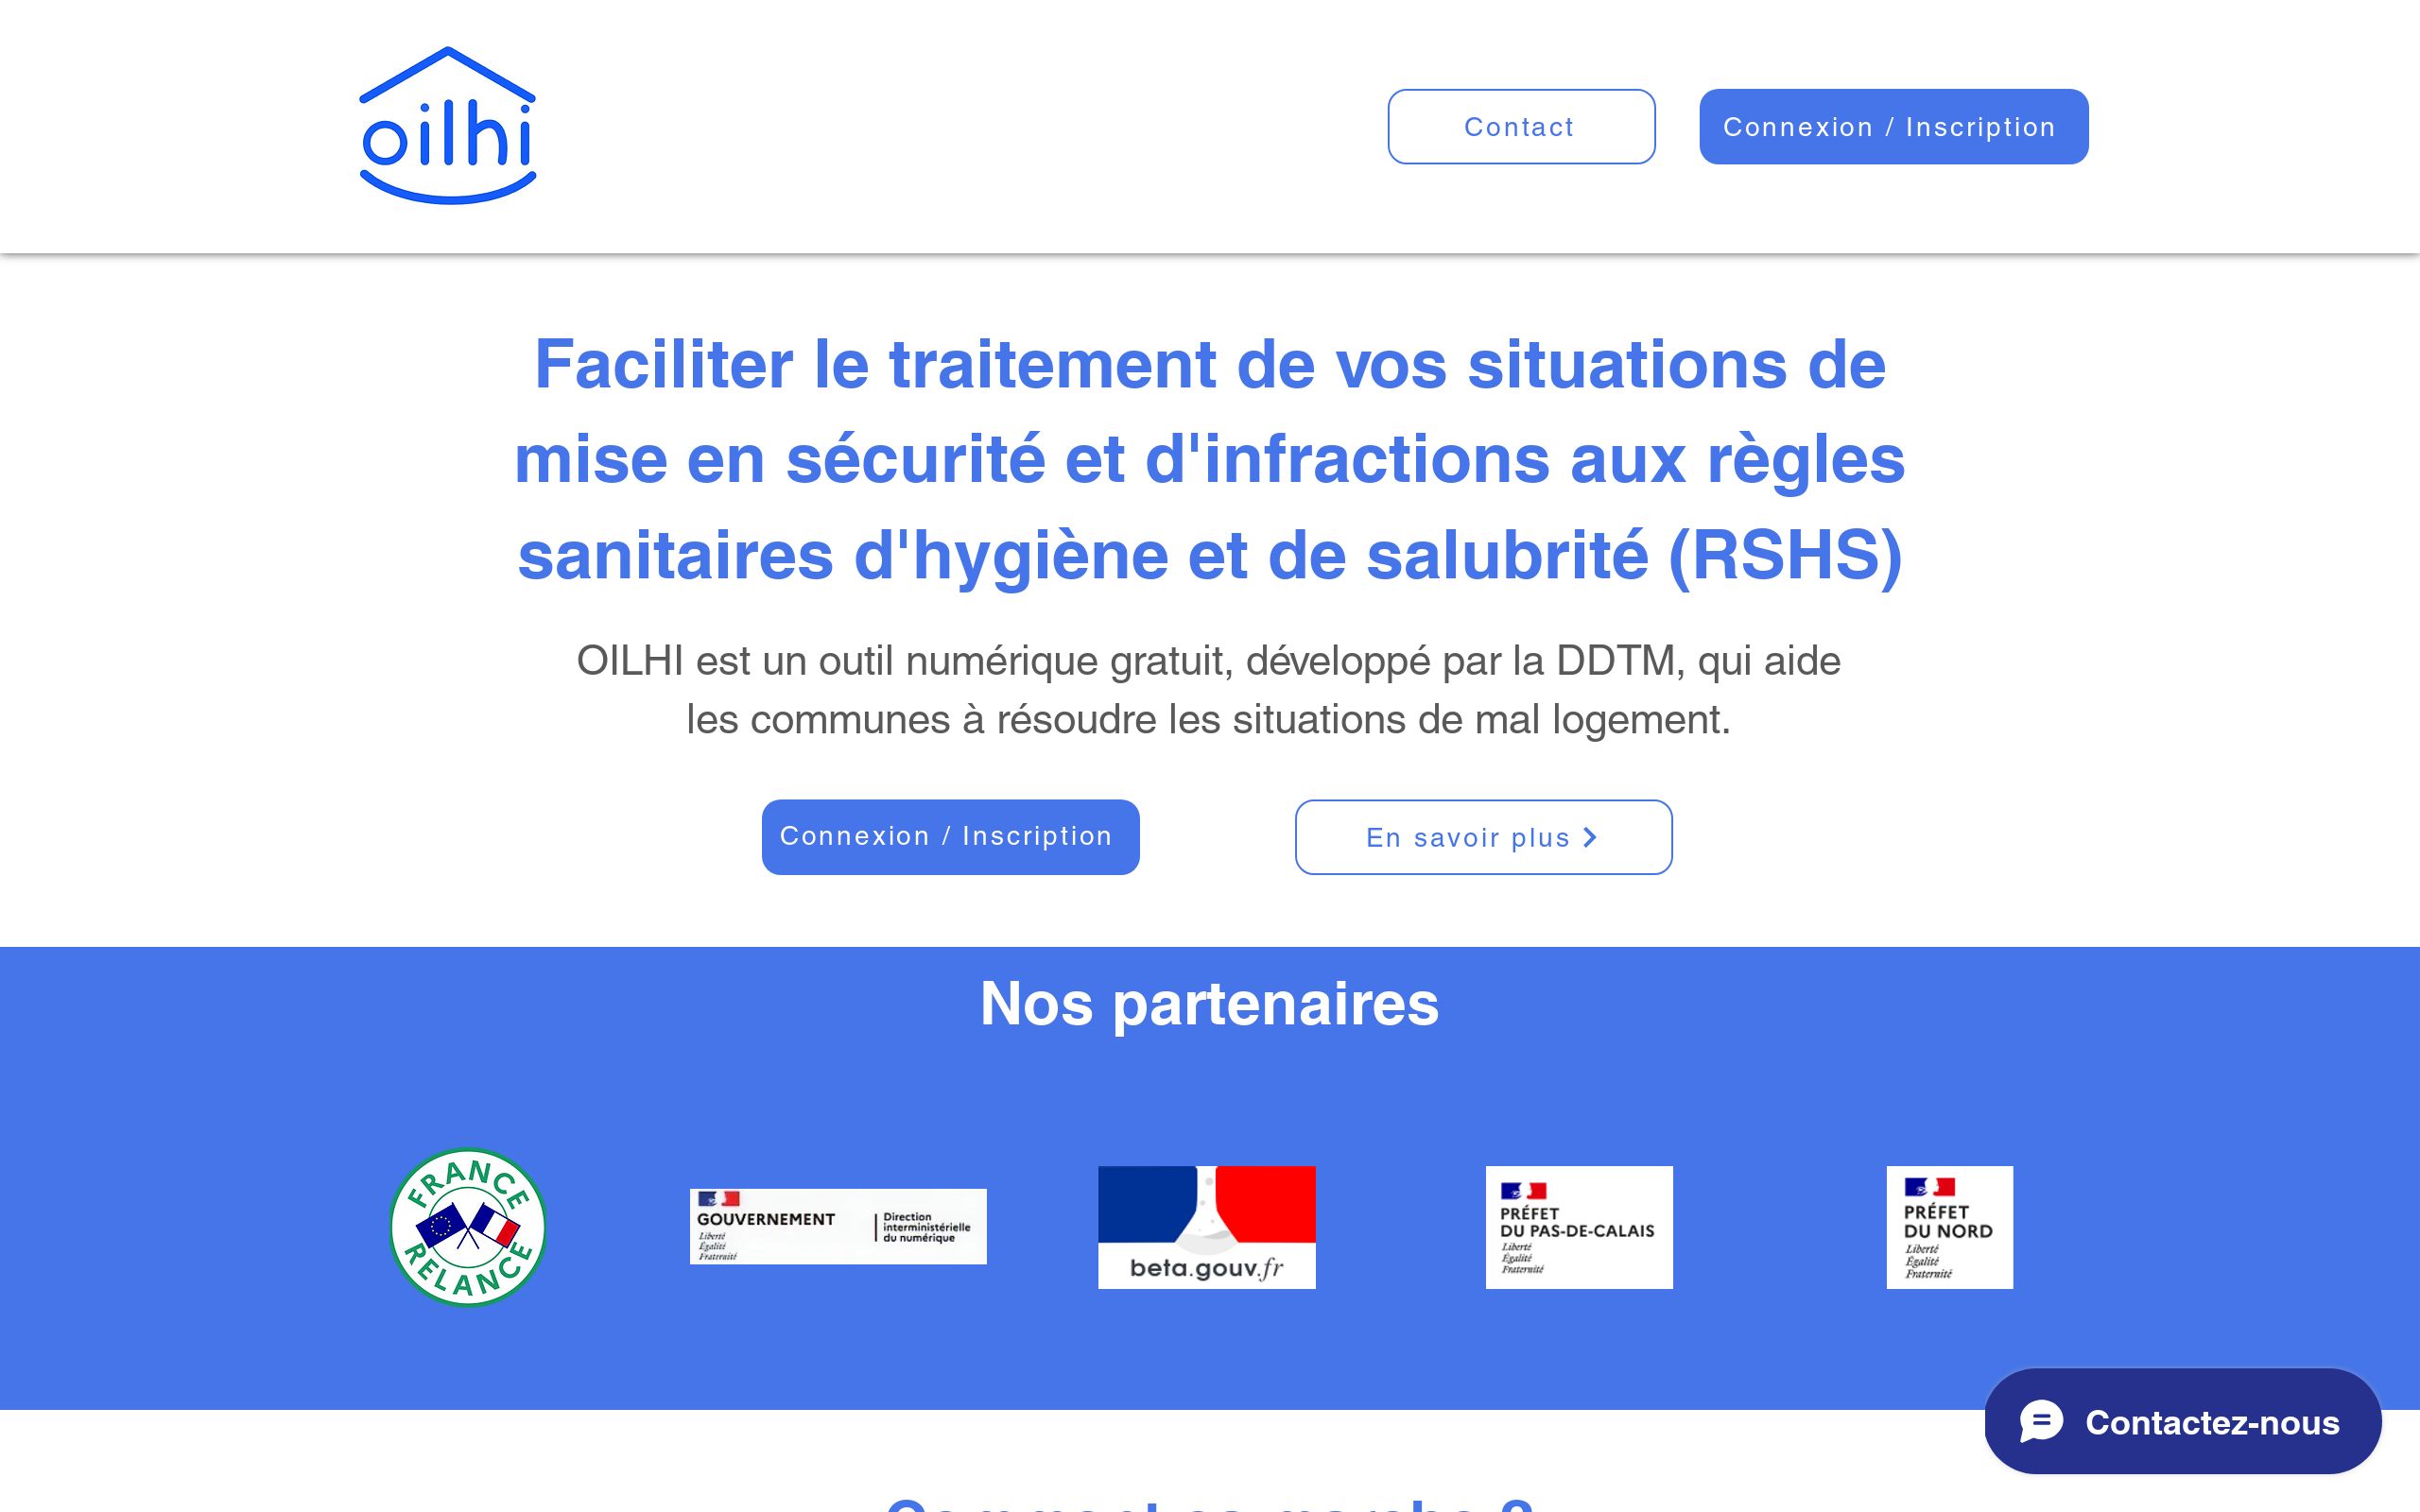 oilhi
Contact
Connexion / Inscription
Faciliter le traitement de vos situations de
mise en sécurité et d'infractions aux règles
sanitaires d'hygiène et de salubrité (RSHS)
OILHI est un outil numérique gratuit, développé par la DDTM, qui aide
les communes à résoudre les situations de mal logement.
Connexion / Inscription
En savoir plus
Nos partenaires
FRANCE
RELANCE
GOUVERNEMENT
Liberté
Égalité
Fraternité
Direction
interministérielle
du numérique
beta.gouv.fr
PRÉFET
DU PAS-DE-CALAIS
Liberté
Égalité
Fraternité
PRÉFET
DU NORD
Liberté
Égalité
Fraternité
Contactez-nous